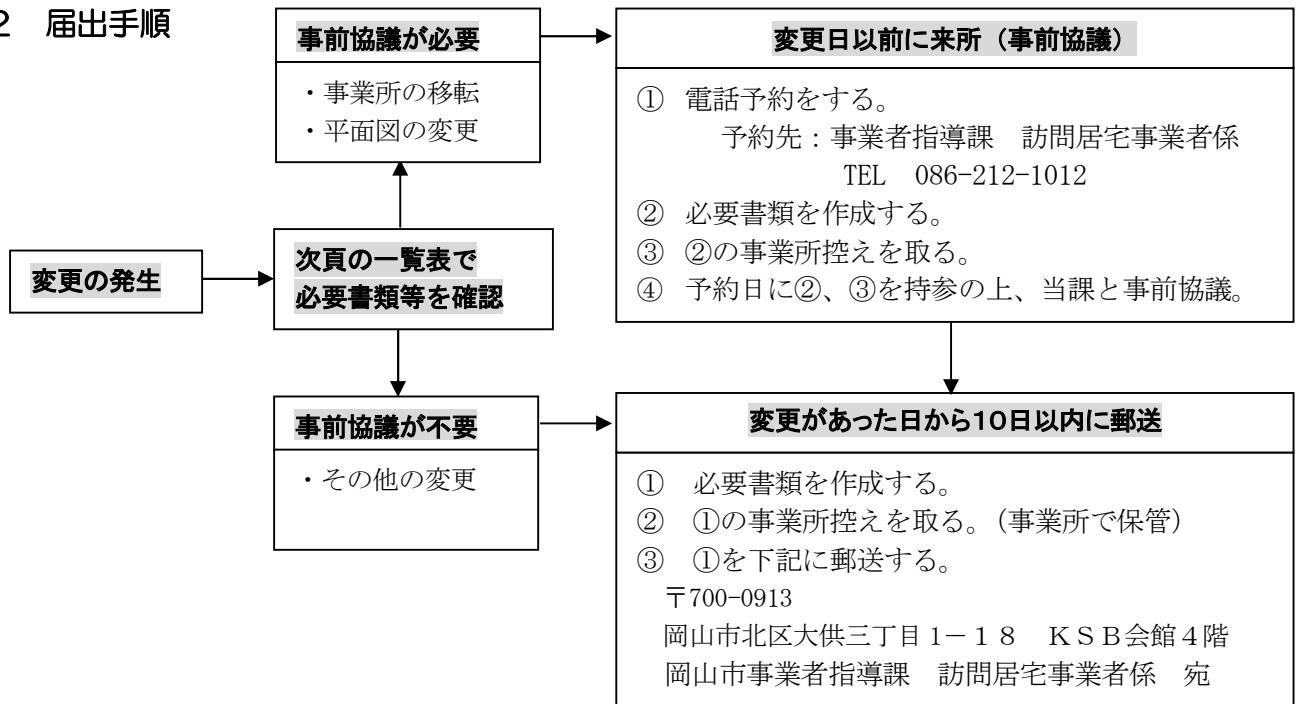 2　届出手順
事前協議が必要
・事業所の移転
・平面図の変更
変更日以前に来所（事前協議）
①　電話予約をする。
予約先：事業者指導課　訪問居宅事業者係
TEL　086-212-1012
②　必要書類を作成する。
③　②の事業所控えを取る。
④　予約日に②、③を持参の上、当課と事前協議。
変更の発生
次頁の一覧表で
必要書類等を確認
事前協議が不要
・その他の変更
変更があった日から１０日以内に郵送
①　必要書類を作成する。
②　①の事業所控えを取る。（事業所で保管）
③　①を下記に郵送する。
〒700-0913
岡山市北区大供三丁目 1－１８　ＫＳＢ会館４階
岡山市事業者指導課　訪問居宅事業者係　宛